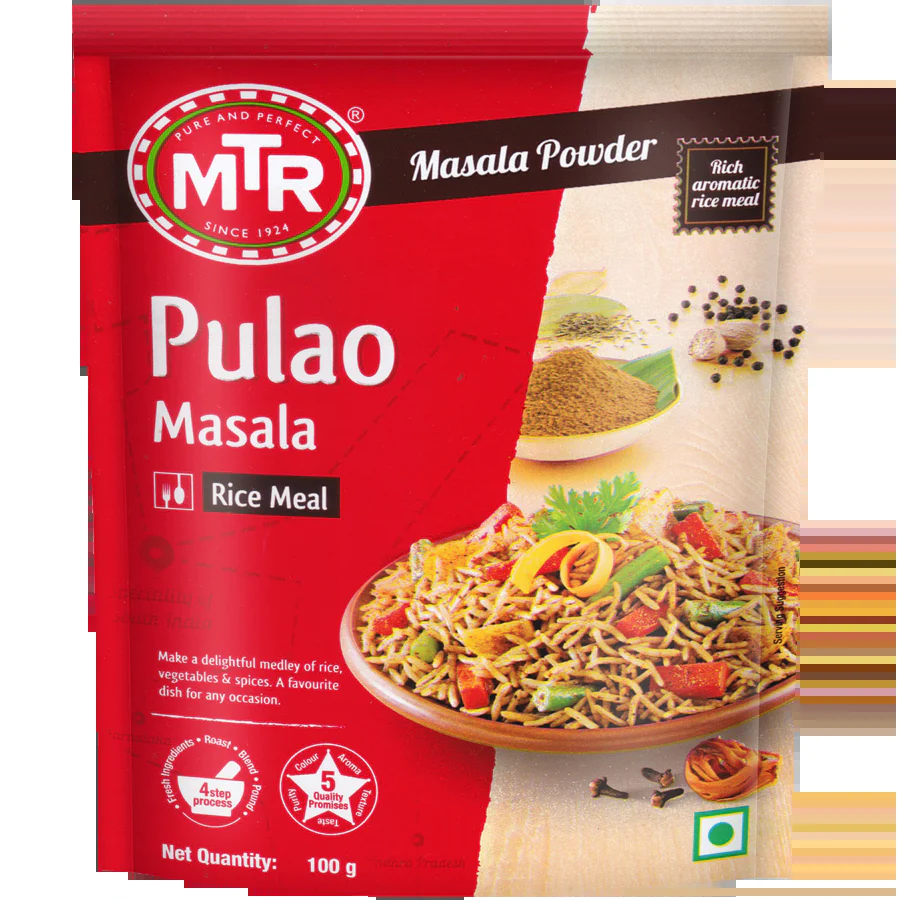 PURE AND PERFECT
MTR
SINCE 1924
®
Masala Powder
Rich
aromatic
rice meal
Pulao
Masala
Rice Meal
Serving Suggestion
Make a delightful medley of rice,
vegetables & spices. A favourite
dish for any occasion.
Fresh Ingredients • Roast • Blend • Pound •
4step
process
Colour
Aroma
Texture
Taste
Purity
5
Quality
Promises
Net Quantity: 100 g